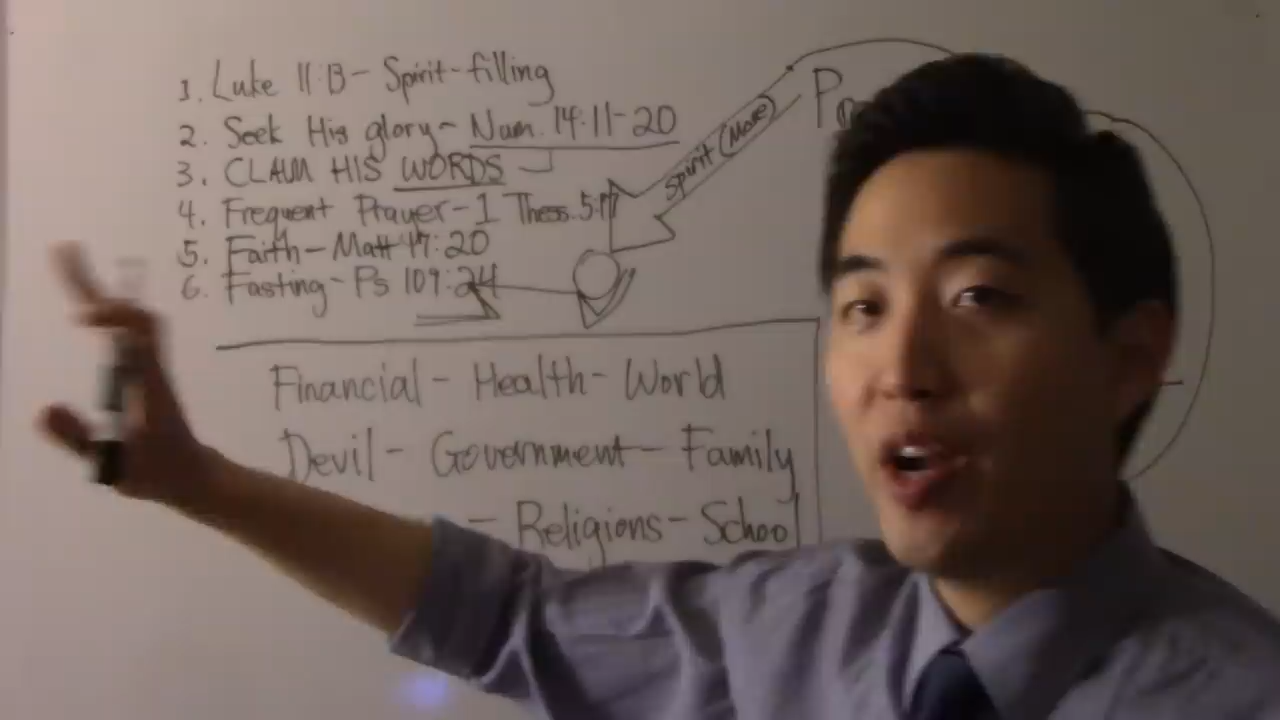 1. Luke 11:13 - Spirit-filling
2. Seek His glory - Num. 14:11-20
3. CLAIM HIS WORDS
4. Frequent Prayer - 1 Thess. 5:17
5. Faith - Matt 17:20
6. Fasting - Ps 109:24
Spirit (More)
Financial - Health - World
Devil - Government - Family
- Religions - School